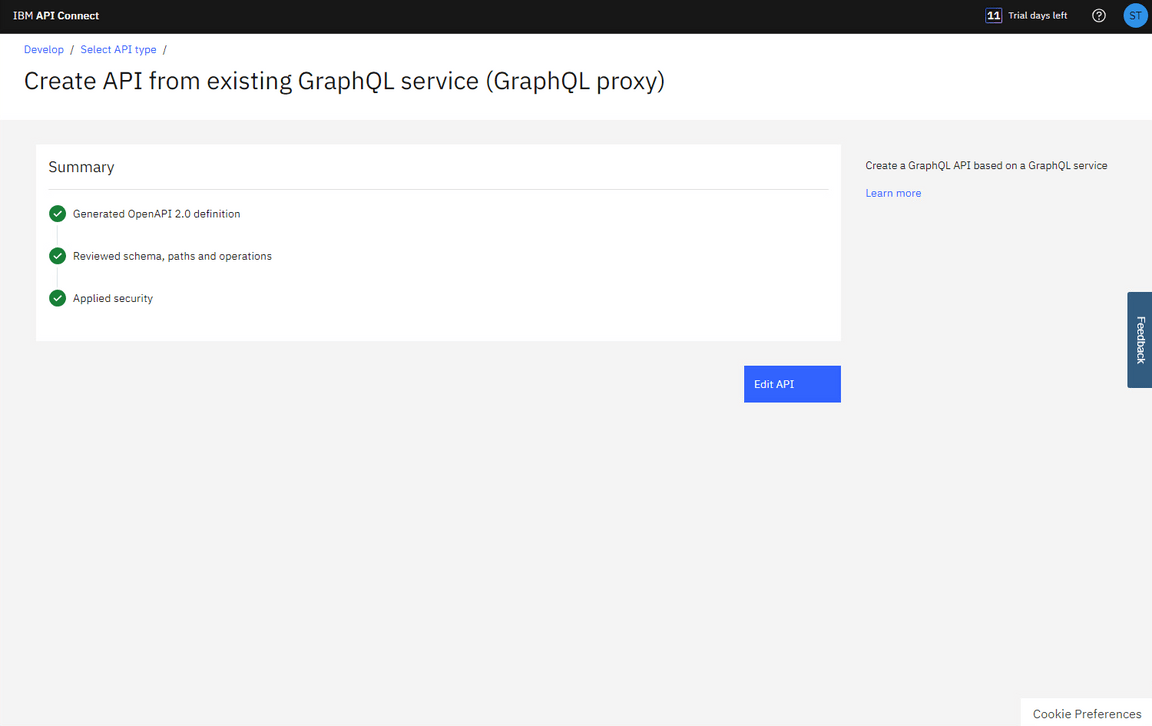 IBM API Connect
11 Trial days left
ST
Develop / Select API type /
Create API from existing GraphQL service (GraphQL proxy)
Summary
Generated OpenAPI 2.0 definition
Reviewed schema, paths and operations
Applied security
Edit API
Create a GraphQL API based on a GraphQL service
Learn more
Feedback
Cookie Preferences